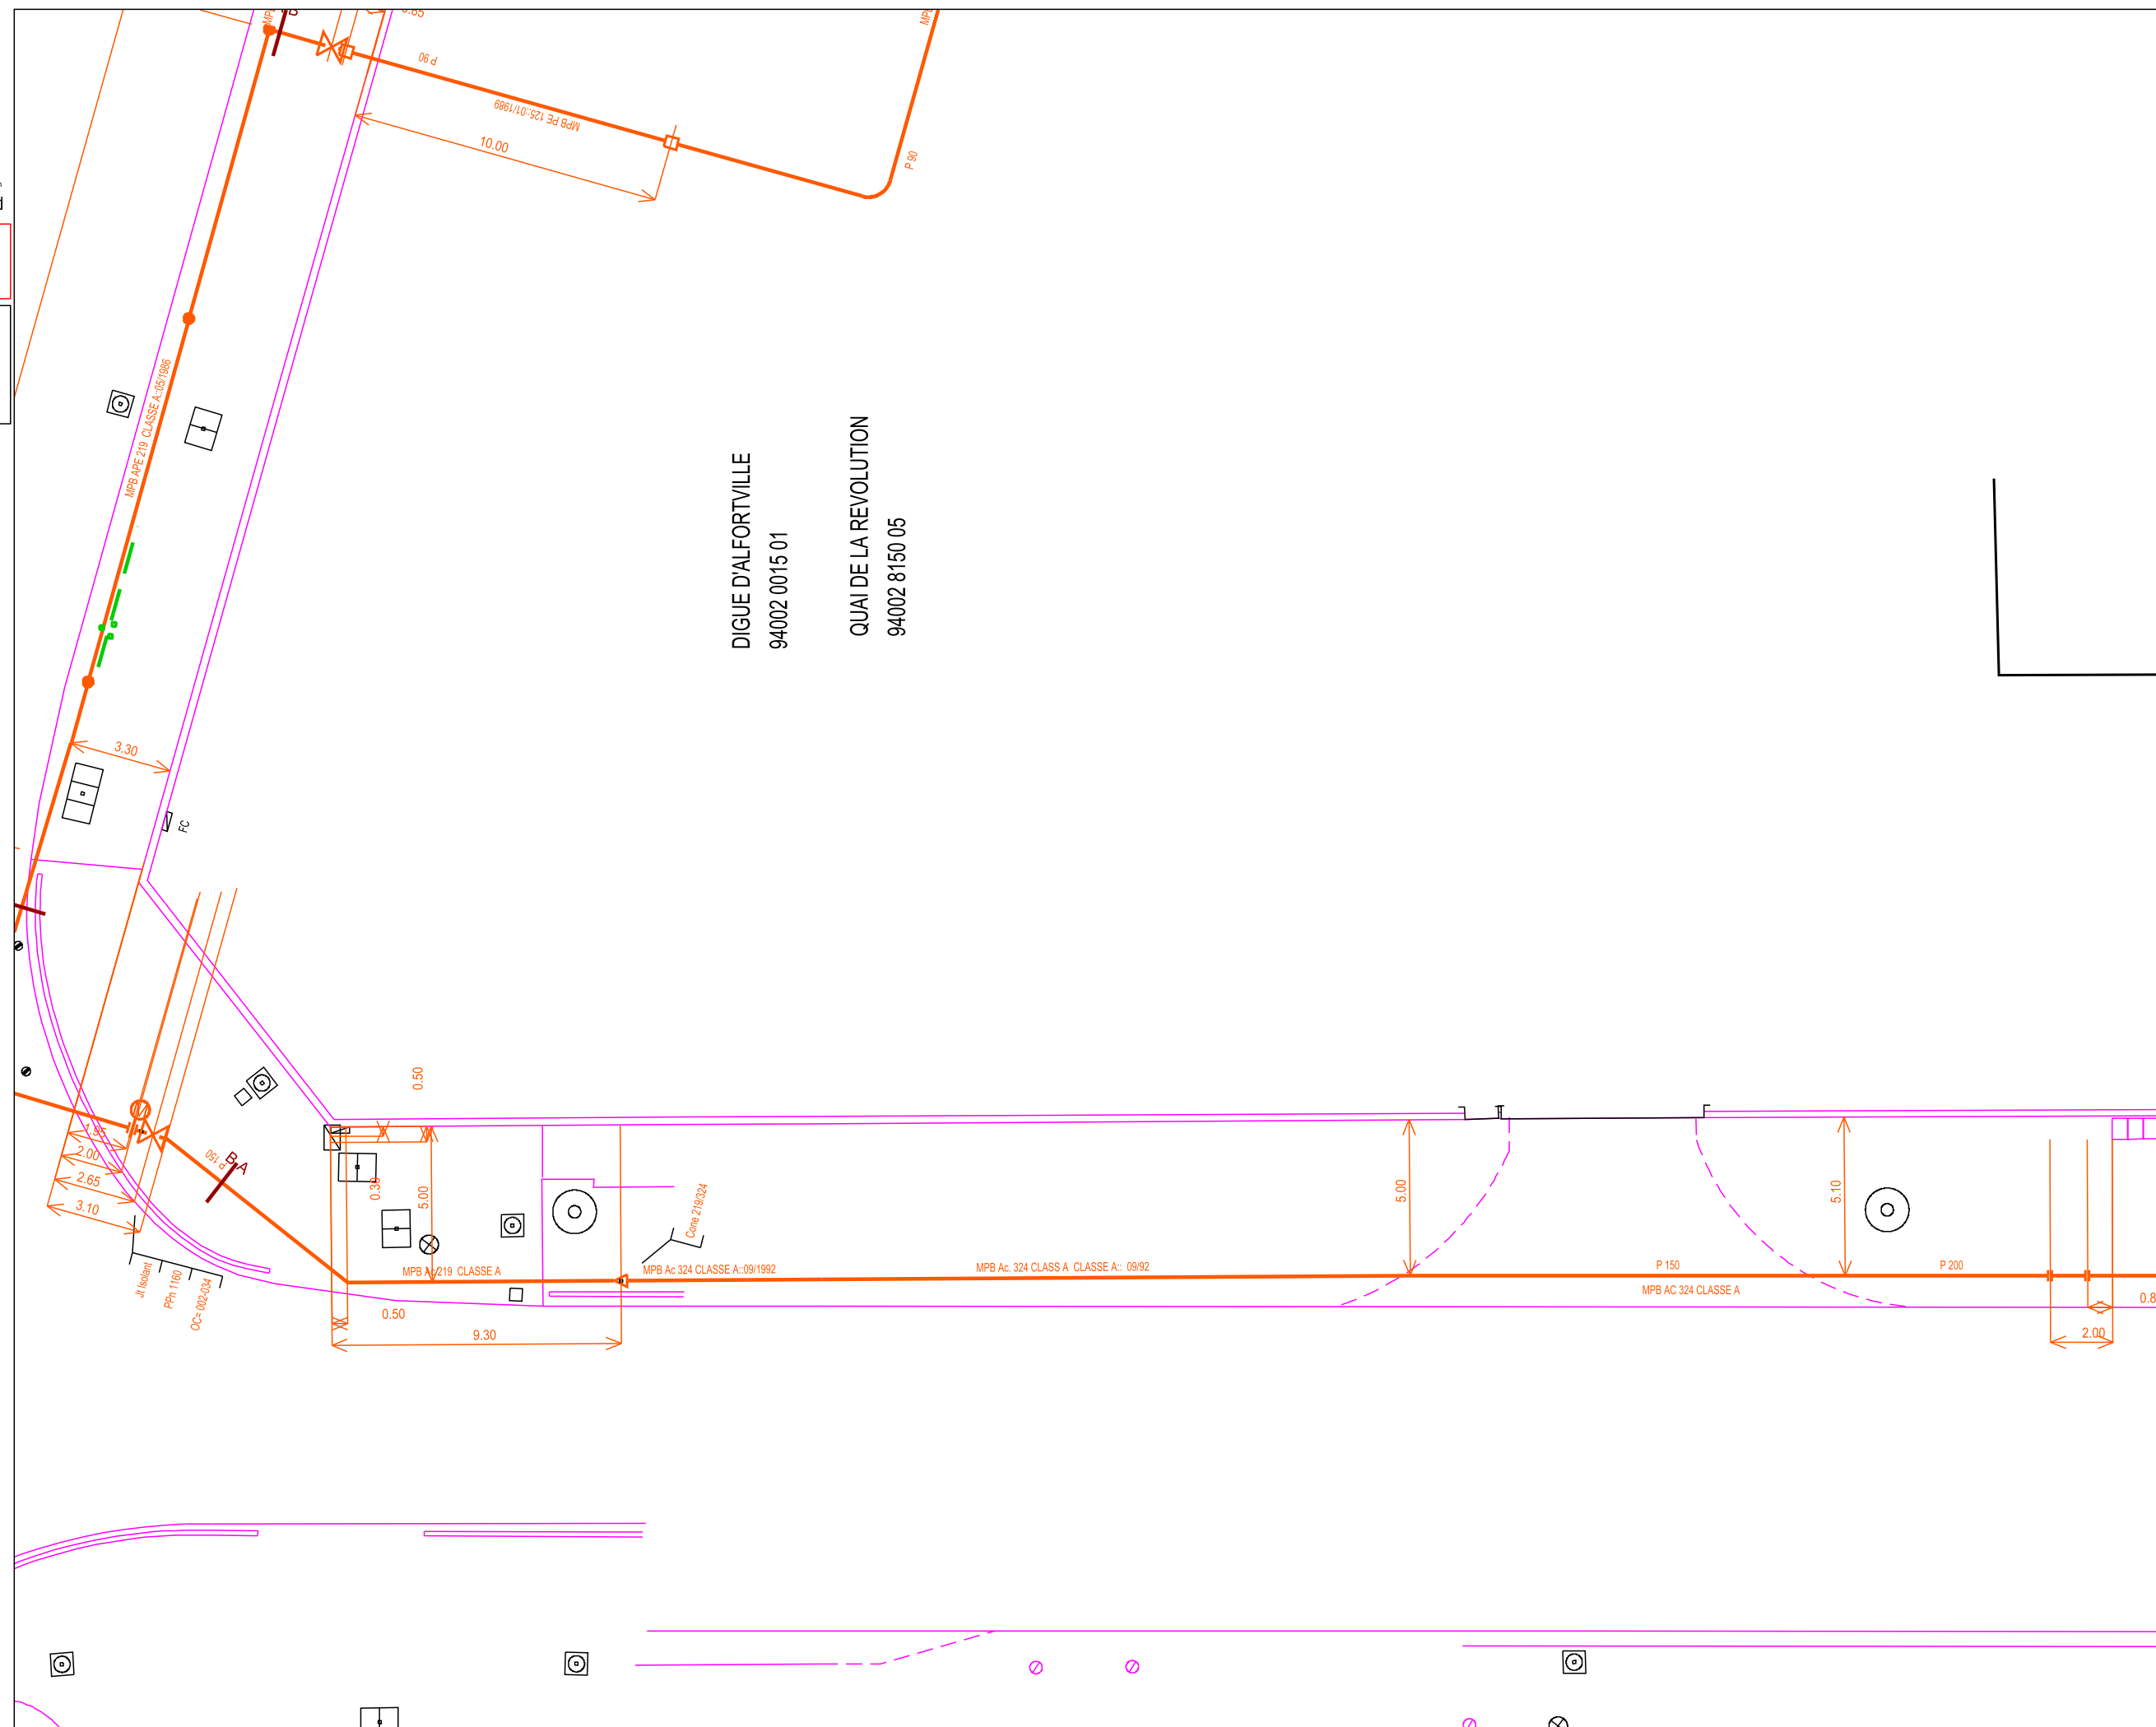 P 90
MPB PE 125::01/1989
10.00
P 90
MPB APE 219 CLASSE A::05/1986
DIGUE D'ALFORTVILLE
94002 0015 01
QUAI DE LA REVOLUTION
94002 8150 05
3.30
FC
0.50
1.95
2.00
2.65
3.10
P 150
B A
0.30
5.00
Jt Isolant
PPn 1160
OC= 002-034
Cone 219/324
MPB Ac 219 CLASSE A
MPB Ac 324 CLASSE A::09/1992
MPB Ac. 324 CLASS A CLASSE A:: 09/92
5.00
5.10
P 150
P 200
MPB AC 324 CLASSE A
0.50
9.30
2.00
0.8